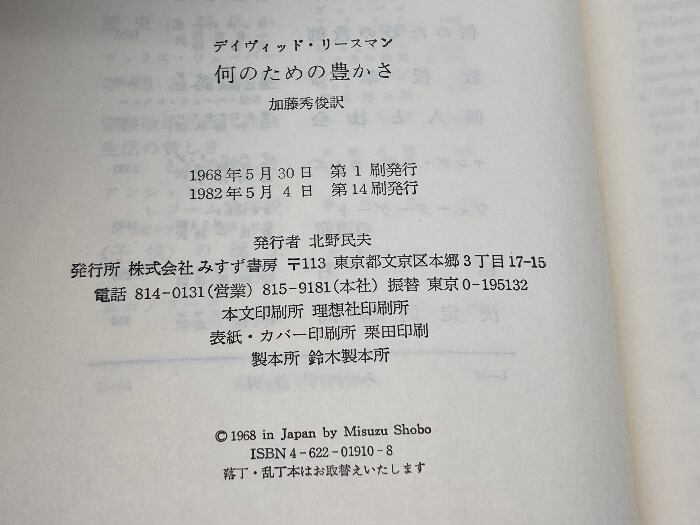 デイヴィッド・リースマン
何のための豊かさ
加藤秀俊訳
1968年5月30日 第1刷発行
1982年5月4日 第14刷発行
発行者 北野民夫
発行所 株式会社 みすず書房 〒113 東京都文京区本郷3丁目17-15
電話 814-0131(営業) 815-9181(本社) 振替 東京0-195132
本文印刷所 理想社印刷所
表紙・カバー印刷所 栗田印刷
製本所 鈴木製本所
© 1968 in Japan by Misuzu Shobo
ISBN 4-622-01910-8
落丁・乱丁本はお取替えいたします